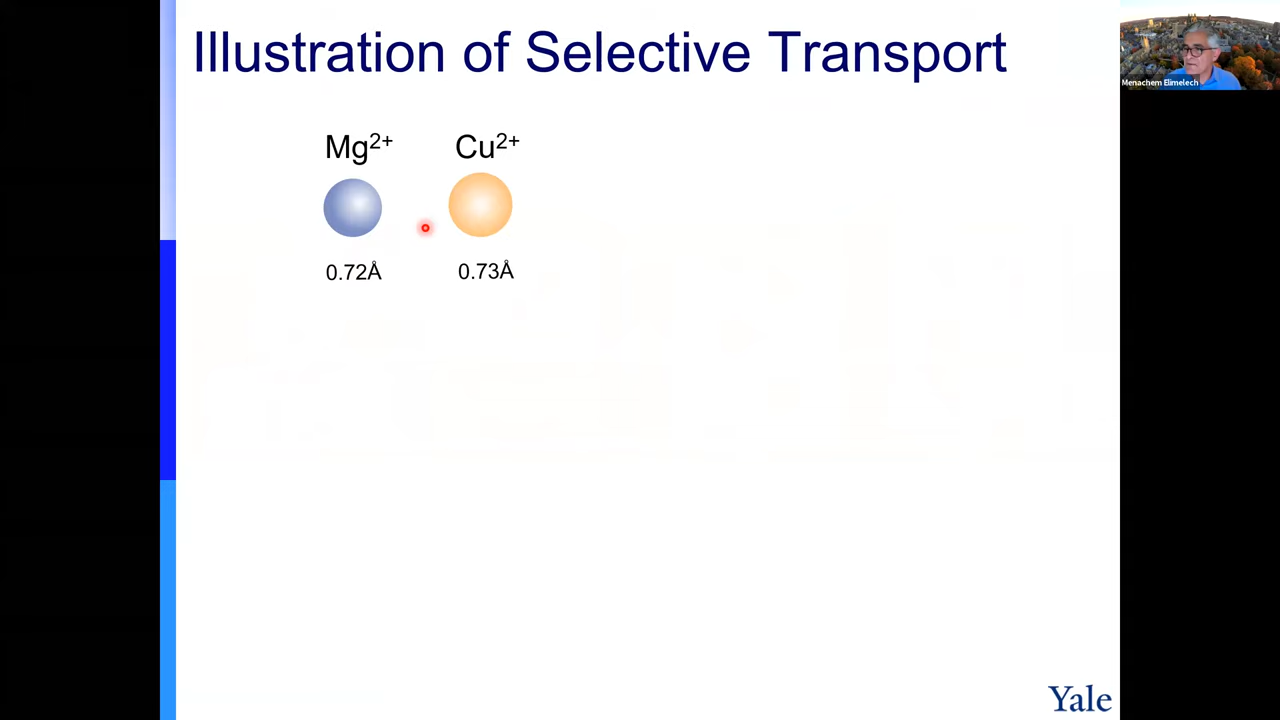 Illustration of Selective Transport
Menachem Elimelech
Mg²⁺ Cu²⁺
0.72Å 0.73Å
Yale